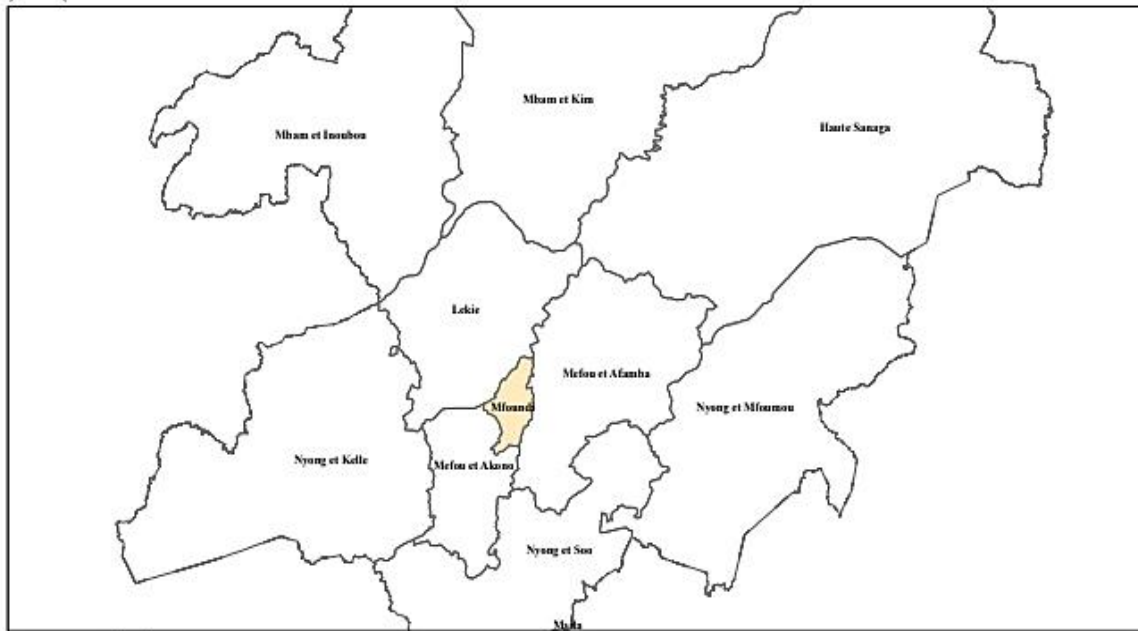 Mbam et Kim
Haute Sanaga
Mbam et Inoubou
Lekie
Mefou et Afamba
Mfoundi
Nyong et Mfoumou
Nyong et Kelle
Mefou et Akono
Nyong et Soo